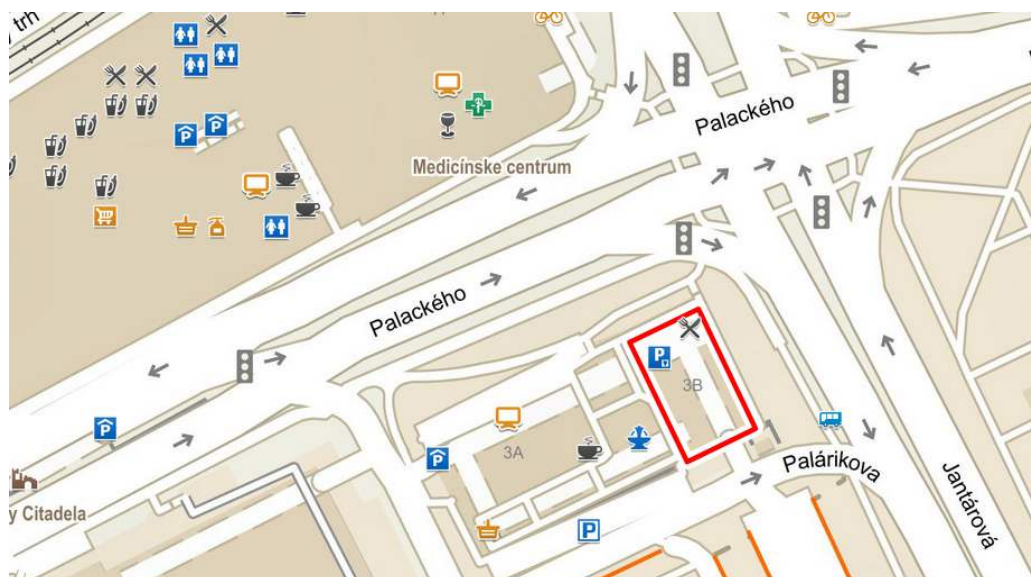 trh
Palackého
Medicínske centrum
Palackého
3B
3A
Palárikova
Jantárová
y Citadela